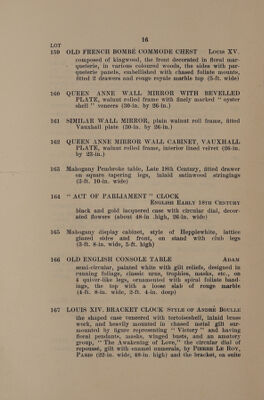 16
LOT
159 OLD FRENCH BOMBÉ COMMODE CHEST Louis XV.
composed of kingwood, the front decorated in floral mar-
queterie, in various coloured woods, the sides with par-
queterie panels, embellished with chased foliate mounts,
fitted 2 drawers and rouge royale marble top (5-ft. wide)
160 QUEEN ANNE WALL MIRROR WITH BEVELLED
PLATE, walnut rolled frame with finely marked "oyster
shell" veneers (30-in. by 26-in.)
161 SIMILAR WALL MIRROR, plain walnut roll frame, fitted
Vauxhall plate (30-in. by 26-in.)
162 QUEEN ANNE MIRROR WALL CABINET, VAUXHALL
PLATE, walnut rolled frame, interior lined velvet (26-in.
by 23-in.)
163 Mahogany Pembroke table, Late 18th Century, fitted drawer
on square tapering legs, inlaid satinwood stringings
(3-ft. 10-in. wide)
164 "ACT OF PARLIAMENT" CLOCK
English Early 18th Century
black and gold lacquered case with circular dial, decor-
ated flowers (about 48-in. high, 26-in. wide)
165 Mahogany display cabinet, style of Hepplewhite, lattice
glazed sides and front, on stand with club legs
(3-ft. 8-in. wide, 5-ft. high)
166 OLD ENGLISH CONSOLE TABLE Adam
semi-circular, painted white with gilt reliefs, designed in
running foliage, classic urns, trophies, masks, etc., on
4 quiver-like legs, ornamented with spiral foliate band-
ings, the top with a loose slab of rouge marble
(4-ft. 8-in. wide, 2-ft. 4-in. deep)
167 LOUIS XIV. BRACKET CLOCK Style of André Boulle
the shaped case veneered with tortoiseshell, inlaid brass
work, and heavily mounted in chased metal gilt sur-
mounted by figure representing "Victory" and having
floral pendants, masks, winged busts, and an amatory
group, "The Awakening of Love," the circular dial of
repoussé, gilt with enamel numerals, by Pierre Le Roy,
Paris (22-in. wide, 48-in. high) and the bracket, en suite